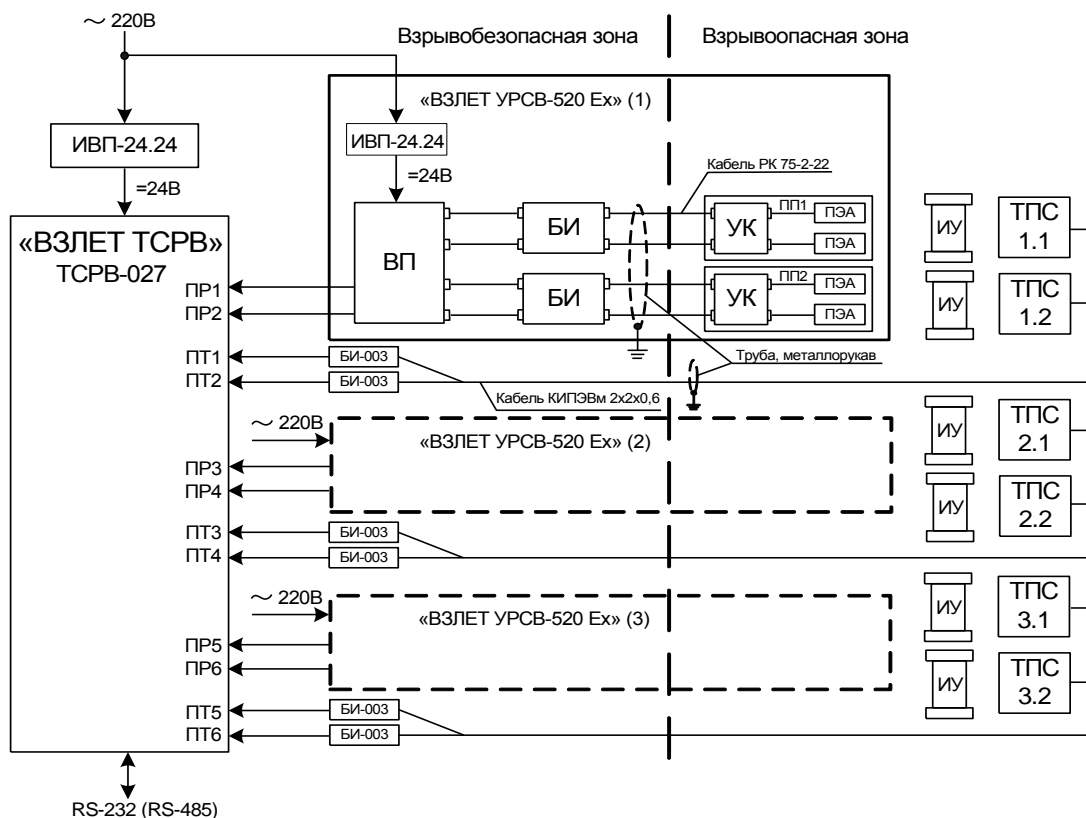 ~ 220В
Взрывобезопасная зона
Взрывоопасная зона
«ВЗЛЕТ УРСВ-520 Ех» (1)
ИВП-24.24
ИВП-24.24
=24В
=24В
Кабель РК 75-2-22
«ВЗЛЕТ ТСРВ»
ТСРВ-027
ВП
БИ
УК
ПП1
ПЭА
ПЭА
БИ
УК
ПП2
ПЭА
ПЭА
ИУ
ТПС
1.1
ИУ
ТПС
1.2
ПР1
ПР2
ПТ1
БИ-003
ПТ2
БИ-003
Труба, металлорукав
Кабель КИПЭВм 2х2х0,6
~ 220В
«ВЗЛЕТ УРСВ-520 Ех» (2)
ИУ
ТПС
2.1
ИУ
ТПС
2.2
ПР3
ПР4
ПТ3
БИ-003
ПТ4
БИ-003
~ 220В
«ВЗЛЕТ УРСВ-520 Ех» (3)
ИУ
ТПС
3.1
ИУ
ТПС
3.2
ПР5
ПР6
ПТ5
БИ-003
ПТ6
БИ-003
RS-232 (RS-485)